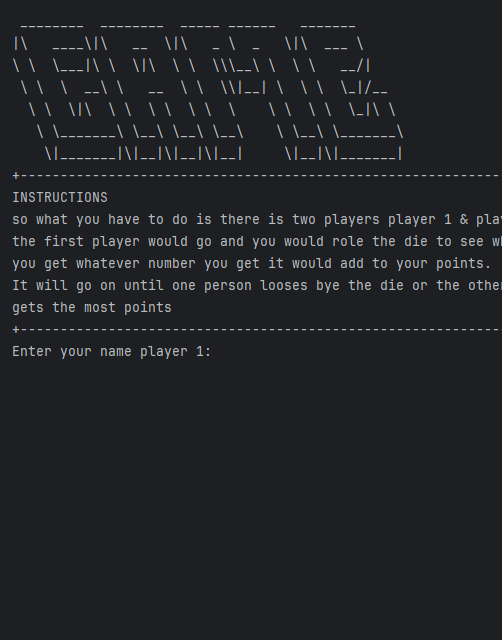 INSTRUCTIONS
so what you have to do is there is two players player 1 &
the first player would go and you would role the die to see
you get whatever number you get it would add to your points.
It will go on until one person looses bye the die or the
gets the most points
Enter your name player 1: